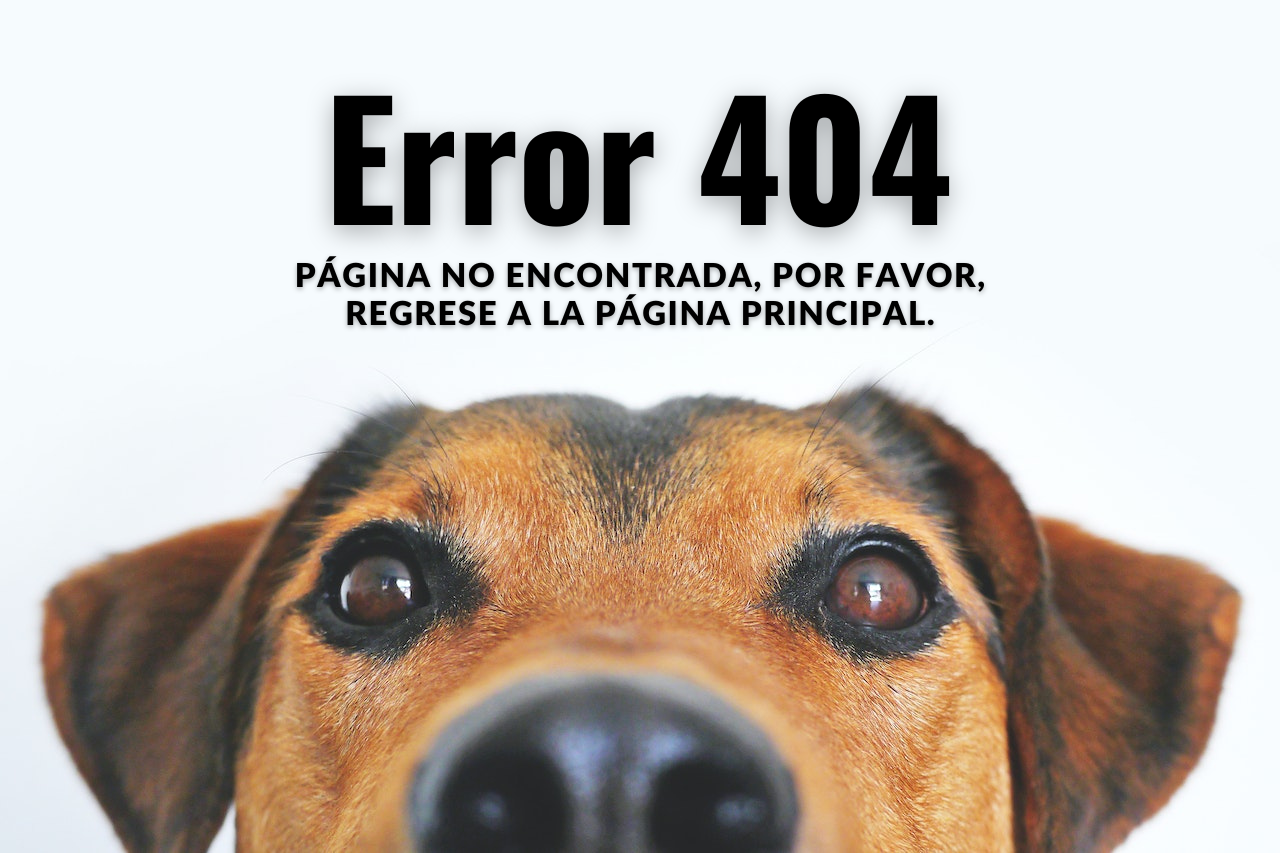 Error 404
PÁGINA NO ENCONTRADA, POR FAVOR,
REGRESE A LA PÁGINA PRINCIPAL.